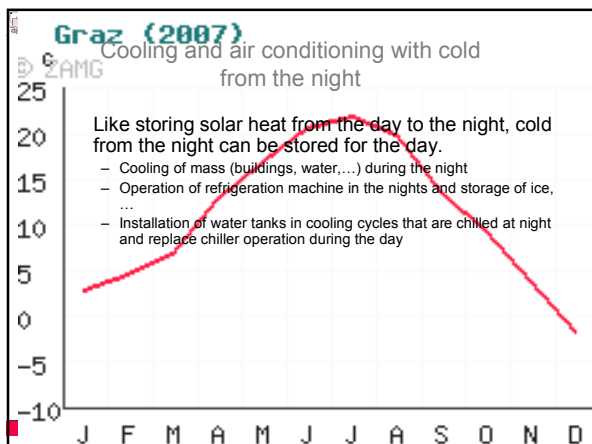 Graz (2007)
Cooling and air conditioning with cold
from the night
°C
© ZAMG
25
Like storing solar heat from the day to the night, cold
from the night can be stored for the day.
20
– Cooling of mass (buildings, water,…) during the night
15
– Operation of refrigeration machine in the nights and storage of ice,
…
– Installation of water tanks in cooling cycles that are chilled at night
and replace chiller operation during the day
10
5
0
-5
-10
J F M A M J J A S O N D